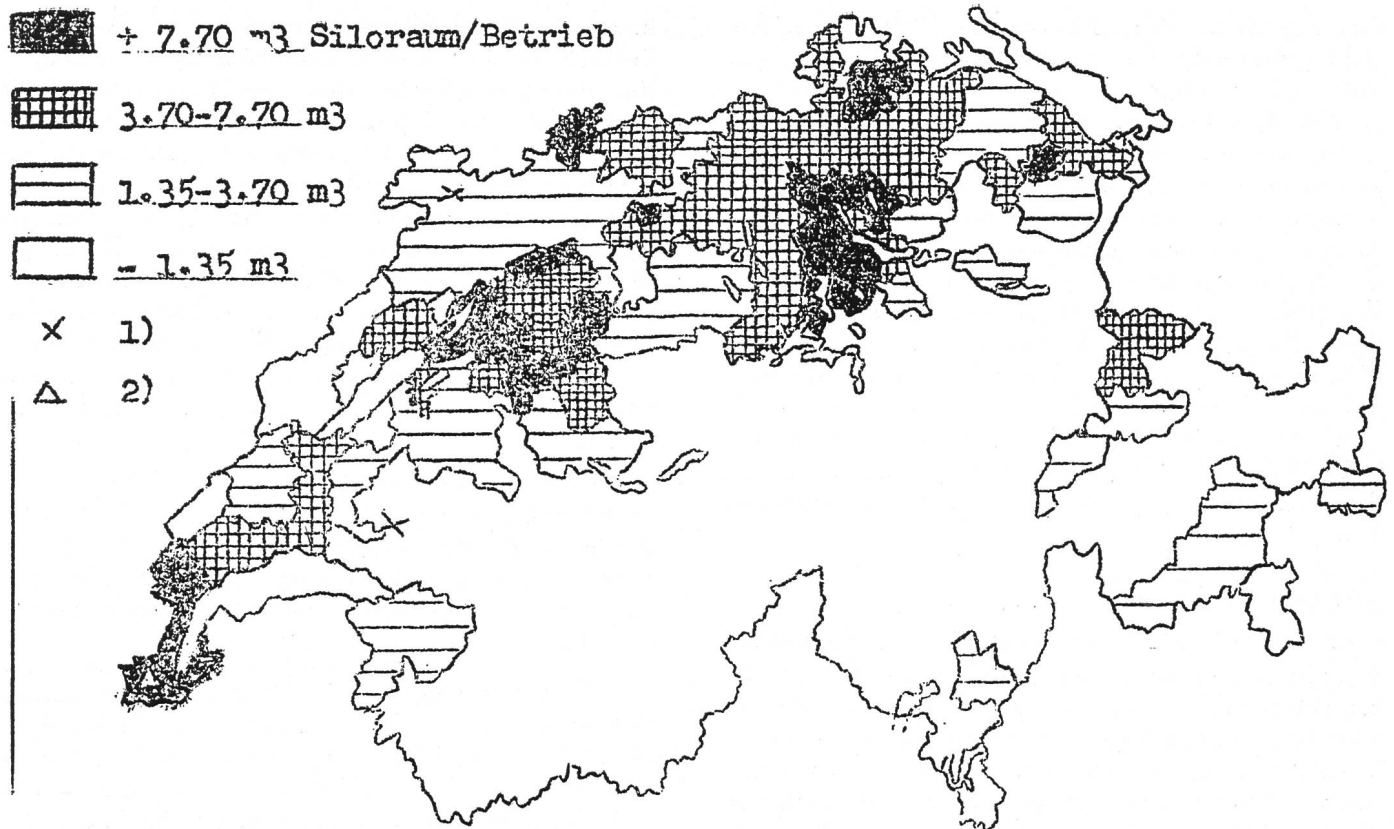 + 7.70 m3 Siloraum/Betrieb
3.70-7.70 m3
1.35-3.70 m3
- 1.35 m3
× 1)
△ 2)